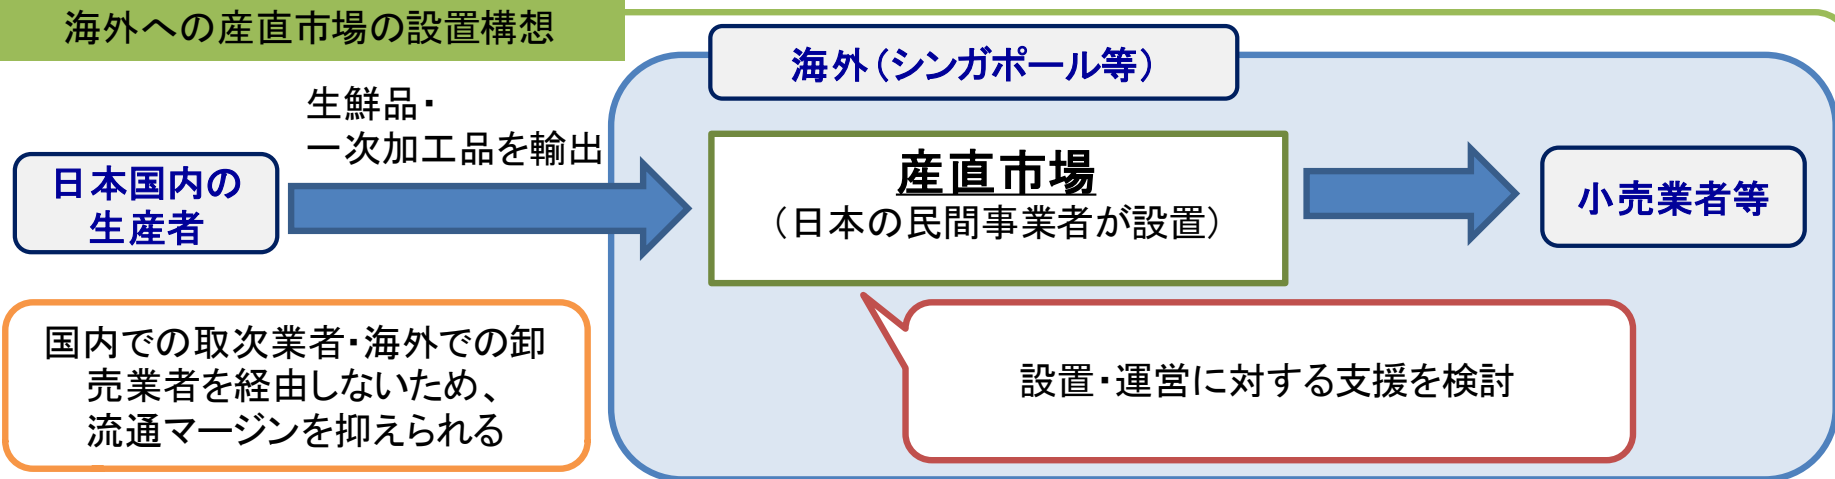 海外への産直市場の設置構想
海外（シンガポール等）
生鮮品・
一次加工品を輸出
日本国内の
生産者
産直市場
（日本の民間事業者が設置）
小売業者等
国内での取次業者・海外での卸
売業者を経由しないため、
流通マージンを抑えられる
設置・運営に対する支援を検討